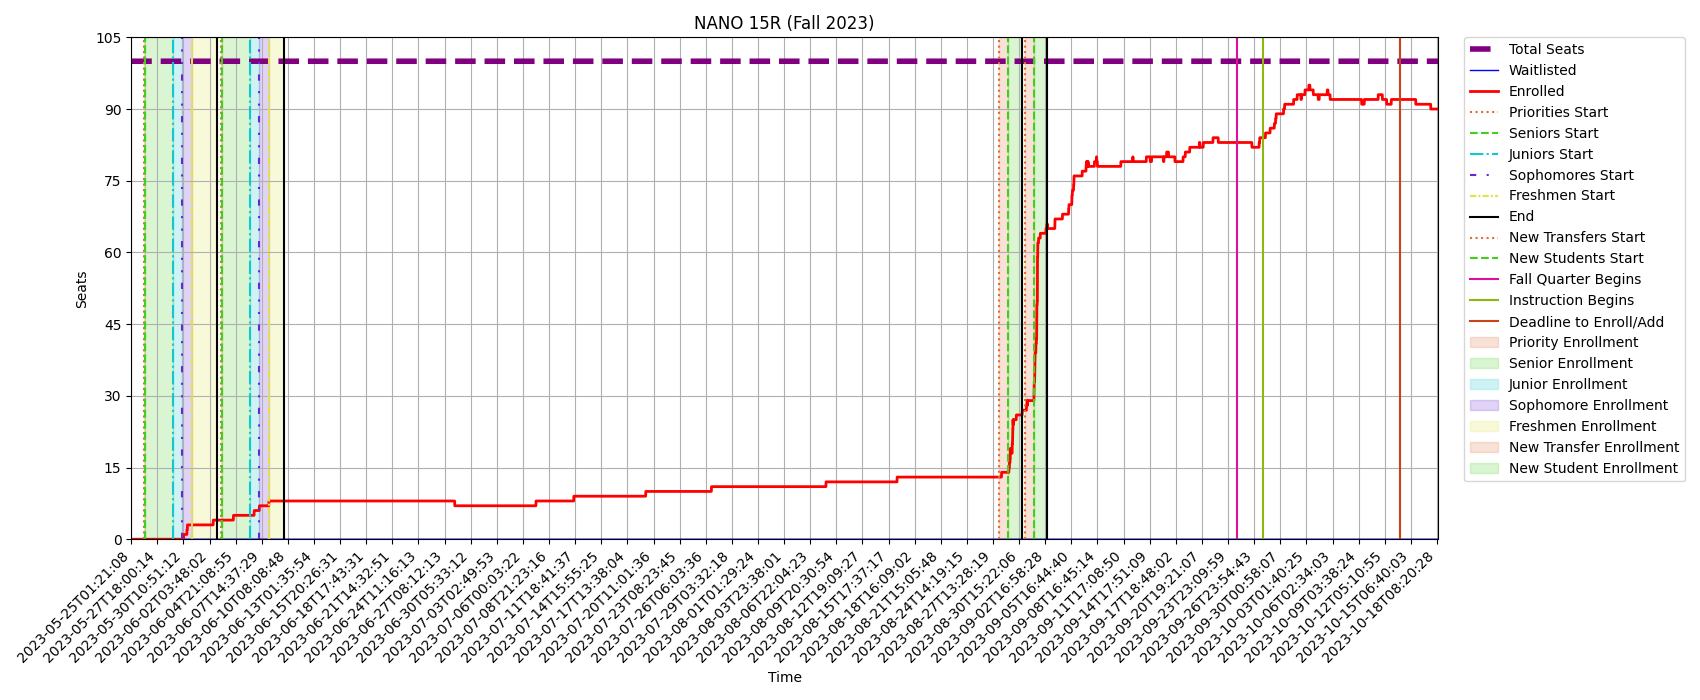 NANO 15R (Fall 2023)
105
90
75
60
45
30
15
0
Seats
2023-05-25T01:21:08
2023-05-27T18:00:14
2023-05-30T10:51:12
2023-06-02T03:48:02
2023-06-04T21:08:55
2023-06-07T14:37:29
2023-06-10T08:08:48
2023-06-13T01:35:54
2023-06-15T20:26:31
2023-06-18T17:43:31
2023-06-21T14:32:51
2023-06-24T11:16:13
2023-06-27T08:12:13
2023-06-30T05:33:12
2023-07-03T02:49:53
2023-07-06T00:03:22
2023-07-08T21:23:16
2023-07-11T18:41:37
2023-07-14T15:55:25
2023-07-17T13:38:04
2023-07-20T11:01:36
2023-07-23T08:23:45
2023-07-26T06:03:36
2023-07-29T03:32:18
2023-08-01T01:29:24
2023-08-03T23:38:01
2023-08-06T22:04:23
2023-08-09T20:30:54
2023-08-12T19:09:27
2023-08-15T17:37:17
2023-08-18T16:09:02
2023-08-21T15:05:48
2023-08-24T14:19:15
2023-08-27T13:28:19
2023-08-30T15:22:06
2023-09-02T16:58:28
2023-09-05T16:44:40
2023-09-08T16:45:14
2023-09-11T17:08:50
2023-09-14T17:51:09
2023-09-17T18:48:02
2023-09-20T19:21:07
2023-09-23T23:09:59
2023-09-26T23:54:43
2023-09-30T00:58:07
2023-10-03T01:40:25
2023-10-06T02:34:03
2023-10-09T03:38:24
2023-10-12T05:10:55
2023-10-15T06:40:03
2023-10-18T08:20:28
Time
Total Seats
Waitlisted
Enrolled
Priorities Start
Seniors Start
Juniors Start
Sophomores Start
Freshmen Start
End
New Transfers Start
New Students Start
Fall Quarter Begins
Instruction Begins
Deadline to Enroll/Add
Priority Enrollment
Senior Enrollment
Junior Enrollment
Sophomore Enrollment
Freshmen Enrollment
New Transfer Enrollment
New Student Enrollment